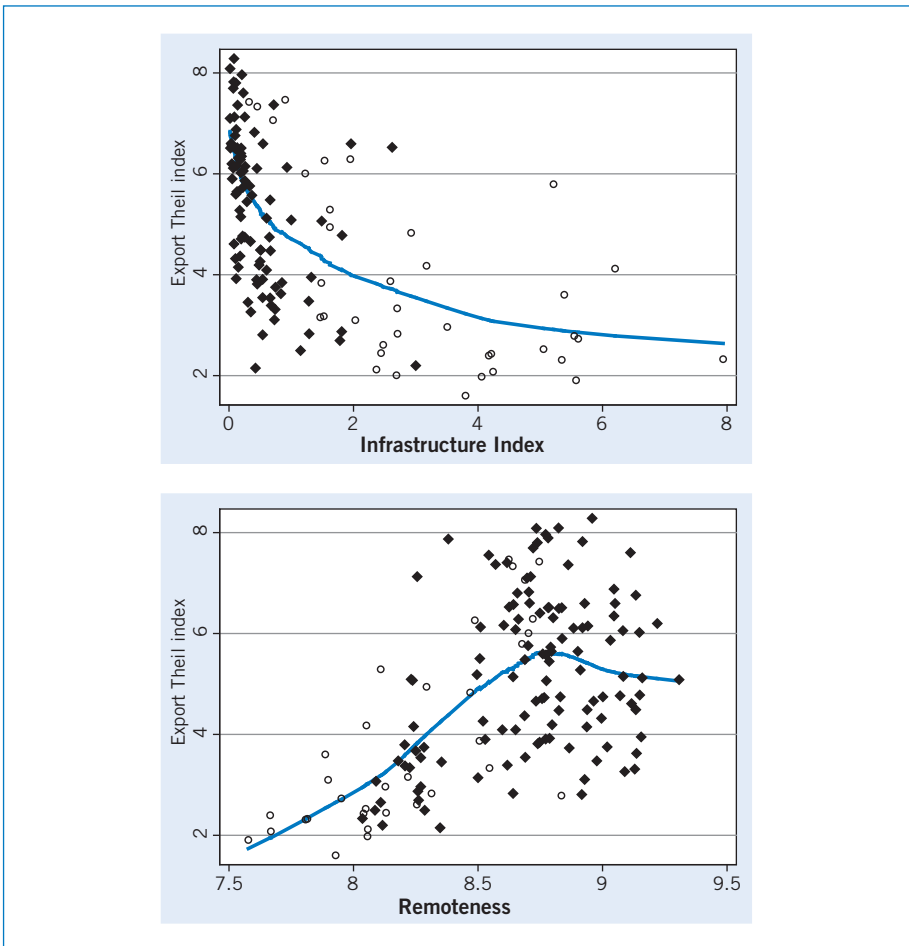 Export Theil index
8
6
4
2
0 2 4 6 8
Infrastructure Index
Export Theil index
8
6
4
2
7.5 8 8.5 9 9.5
Remoteness